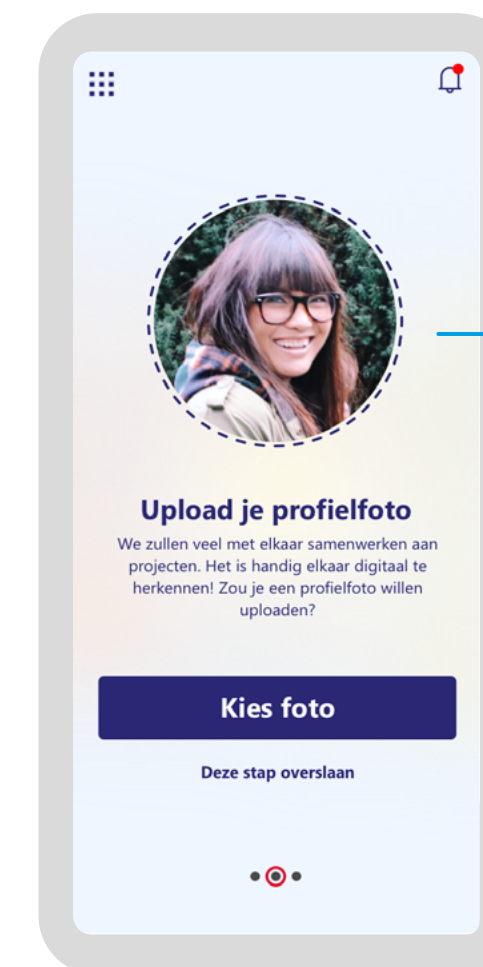 Upload je profielfoto
We zullen veel met elkaar samenwerken aan
projecten. Het is handig elkaar digitaal te
herkennen! Zou je een profielfoto willen
uploaden?
Kies foto
Deze stap overslaan